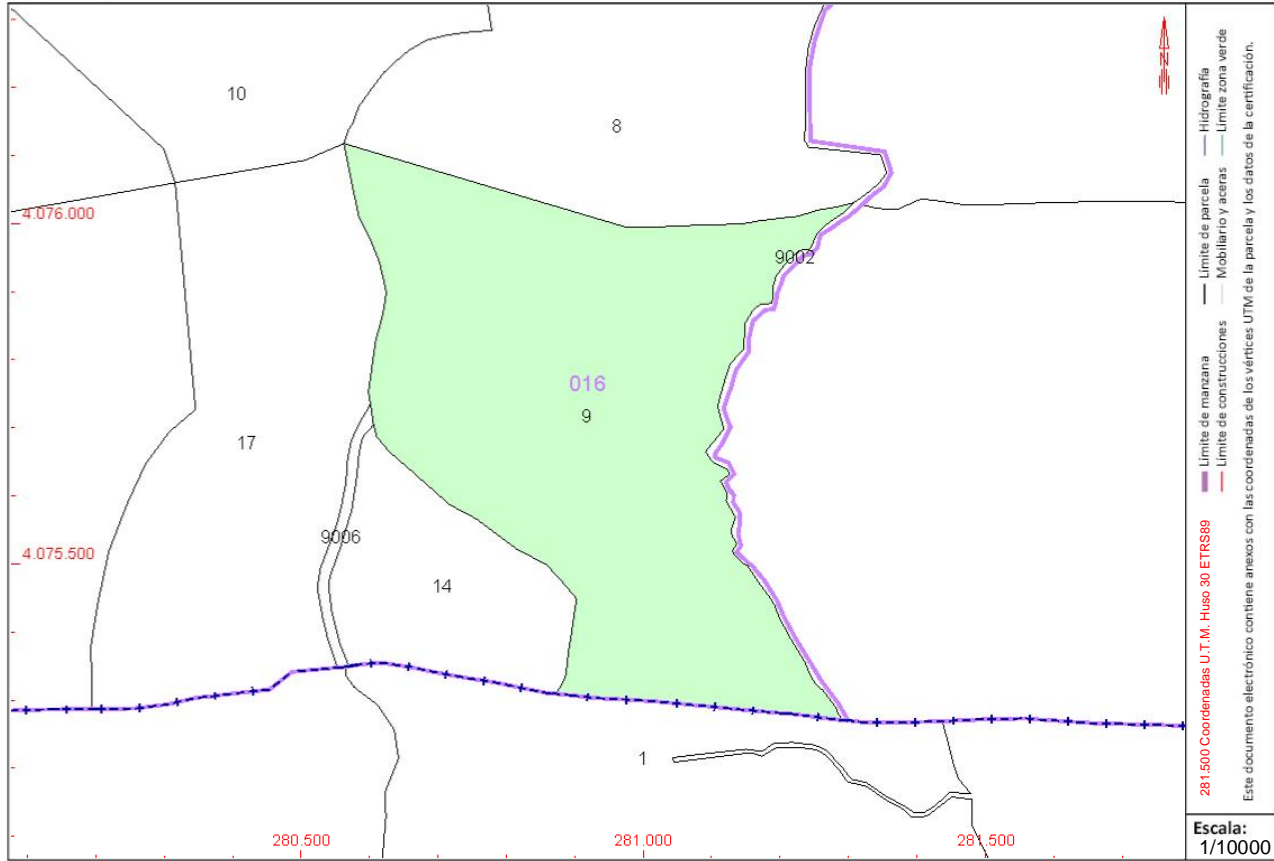 10
8
4.076.000
9002
016
9
17
9006
4.075.500
14
1
280.500
281.000
281.500
N
Límite de manzana
Límite de parcela
Hidrografía
Límite de construcciones
Mobiliario y aceras
Límite zona verde
281.500 Coordenadas U.T.M. Huso 30 ETRS89
Este documento electrónico contiene anexos con las coordenadas de los vértices UTM de la parcela y los datos de la certificación.
Escala:
1/10000